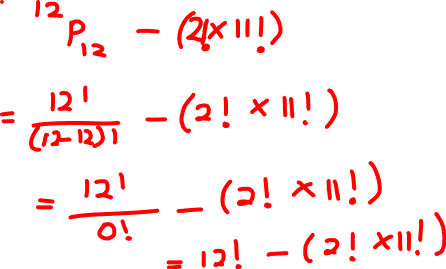 ¹²P₁₂ - (2! × 11!)
= 12! / (12-12)! - (2! × 11!)
= 12! / 0! - (2! × 11!)
= 12! - (2! × 11!)